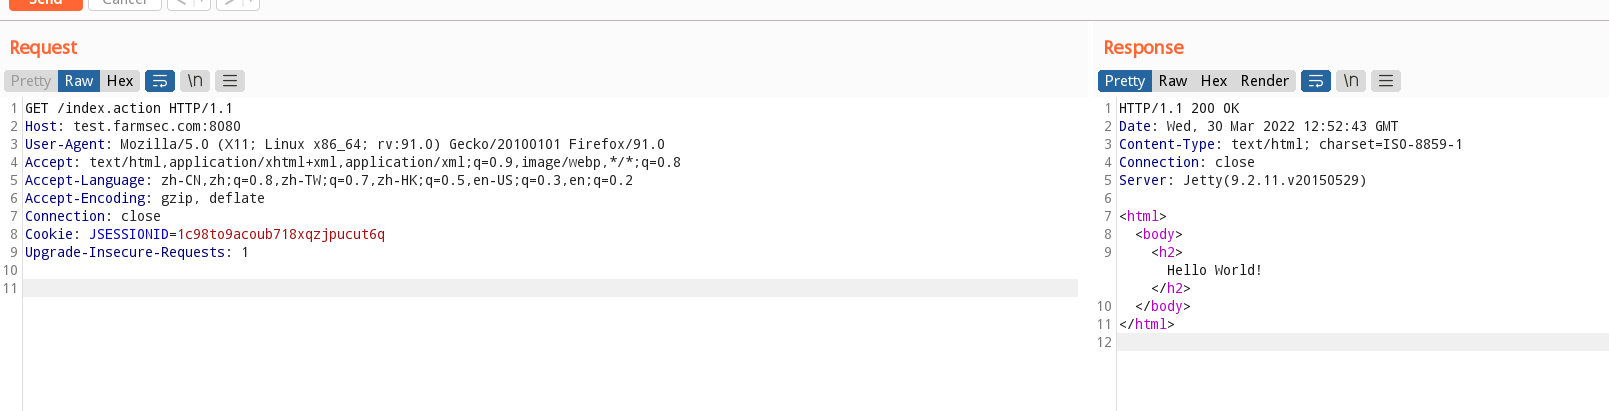 Send Cancel < >
Request
Pretty Raw Hex \n
1 GET /index.action HTTP/1.1
2 Host: test.farmsec.com:8080
3 User-Agent: Mozilla/5.0 (X11; Linux x86_64; rv:91.0) Gecko/20100101 Firefox/91.0
4 Accept: text/html,application/xhtml+xml,application/xml;q=0.9,image/webp,*/*;q=0.8
5 Accept-Language: zh-CN,zh;q=0.8,zh-TW;q=0.7,zh-HK;q=0.5,en-US;q=0.3,en;q=0.2
6 Accept-Encoding: gzip, deflate
7 Connection: close
8 Cookie: JSESSIONID=1c98to9acoub718xqzjpucut6q
9 Upgrade-Insecure-Requests: 1
10
11
Response
Pretty Raw Hex Render \n
1 HTTP/1.1 200 OK
2 Date: Wed, 30 Mar 2022 12:52:43 GMT
3 Content-Type: text/html; charset=ISO-8859-1
4 Connection: close
5 Server: Jetty(9.2.11.v20150529)
6
7 <html>
8 <body>
9 <h2>
Hello World!
</h2>
10 </body>
11 </html>
12